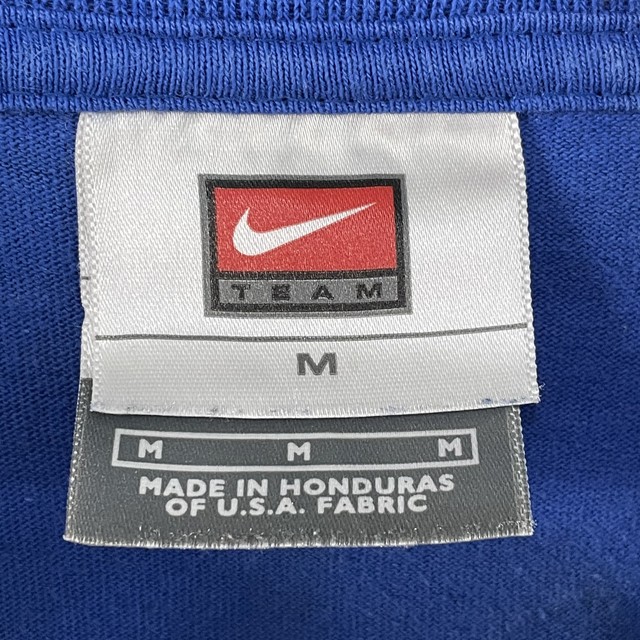 TEAM
M
M M M
MADE IN HONDURAS
OF U.S.A. FABRIC